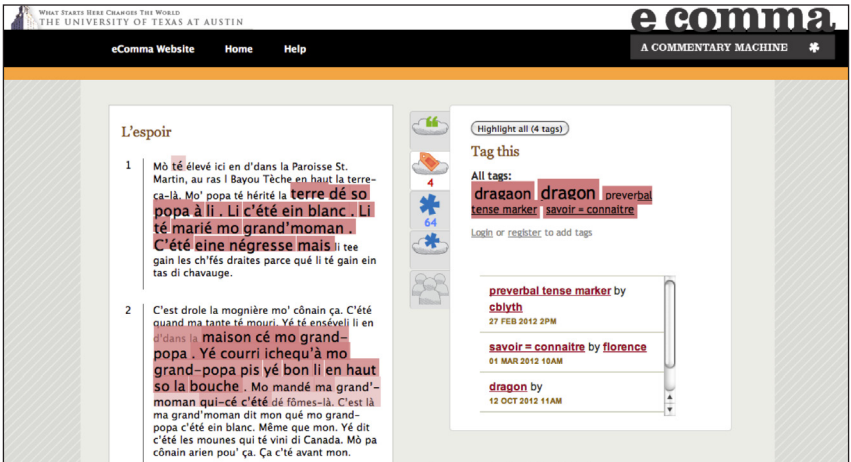 WHAT STARTS HERE CHANGES THE WORLD
THE UNIVERSITY OF TEXAS AT AUSTIN
e comma
eComma Website Home Help
A COMMENTARY MACHINE *
L'espoir
1 Mò té élevé ici en d'dans la Paroisse St.
Martin, au ras l Bayou Tèche en haut la terre-
ça-là. Mo' popa té hérité la terre dé so
popa à li . Li c'été ein blanc . Li
té marié mo grand'moman .
C'été eine négresse mais li tee
gain les ch'fés draites parce qué li té gain ein
tas di chavauge.
2 C'est drole la mognière mo' cônain ça. C'été
quand ma tante té mouri. Yé té enséveli li en
d'dans la maison cé mo grand-
popa . Yé courri ichequ'à mo
grand-popa pis yé bon li en haut
so la bouche . Mo mandé ma grand'-
moman qui-cé c'été dé fômes-là. C'est là
ma grand'moman dit mon qué mo grand-
popa c'été ein blanc. Même que mon. Yé dit
c'été les mounes qui té vini di Canada. Mò pa
cônain arien pou' ça. Ça c'té avant mon.
4
64
Highlight all (4 tags)
Tag this
All tags:
dragaon dragon preverbal
tense marker savoir = connaitre
Login or register to add tags
preverbal tense marker by
cblyth
27 FEB 2012 2PM
savoir = connaitre by florence
01 MAR 2012 10AM
dragon by
12 OCT 2012 11AM